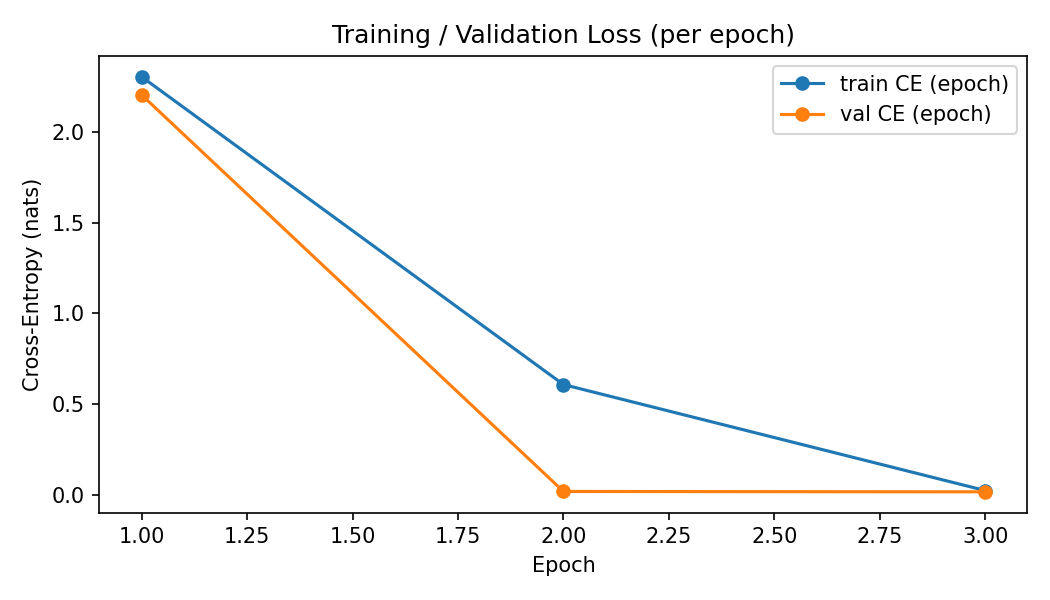 Training / Validation Loss (per epoch)
train CE (epoch)
val CE (epoch)
Cross-Entropy (nats)
2.0
1.5
1.0
0.5
0.0
1.00 1.25 1.50 1.75 2.00 2.25 2.50 2.75 3.00
Epoch